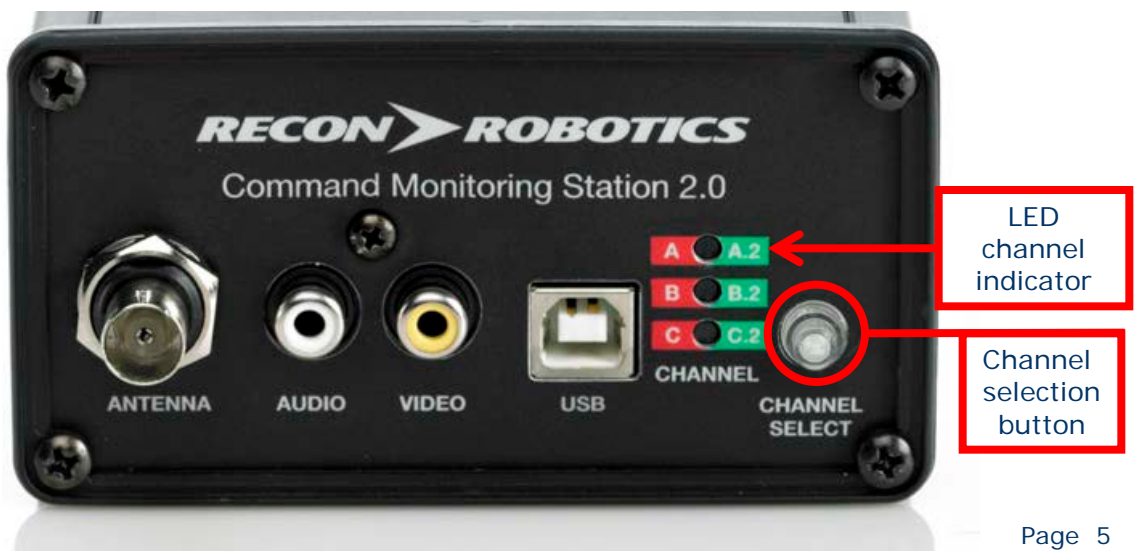 RECON ROBOTICS
Command Monitoring Station 2.0
LED
channel
indicator
A A.2
B B.2
C C.2
CHANNEL
Channel
selection
button
ANTENNA AUDIO VIDEO USB
CHANNEL
SELECT
Page 5